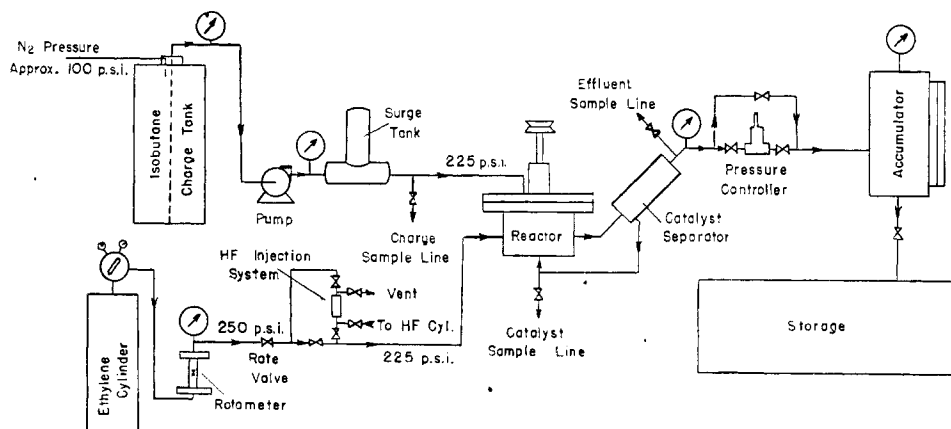 N2 Pressure
Approx. 100 p.s.i.
Isobutane
Charge Tank
Surge
Tank
Pump
225 p.s.i.
Charge
Sample Line
Effluent
Sample Line
Pressure
Controller
Accumulator
Reactor
Catalyst
Separator
HF Injection
System
Vent
To HF Cyl.
250 p.s.i.
Rate
Valve
225 p.s.i.
Catalyst
Sample Line
Storage
Ethylene
Cylinder
Rotameter